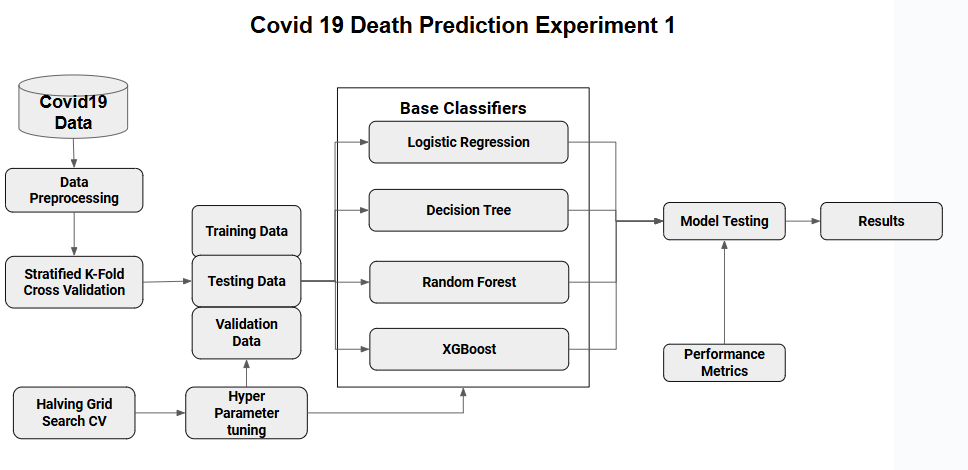 Covid 19 Death Prediction Experiment 1
Covid19
Data
Data
Preprocessing
Stratified K-Fold
Cross Validation
Halving Grid
Search CV
Training Data
Testing Data
Validation
Data
Hyper
Parameter
tuning
Base Classifiers
Logistic Regression
Decision Tree
Random Forest
XGBoost
Model Testing
Performance
Metrics
Results